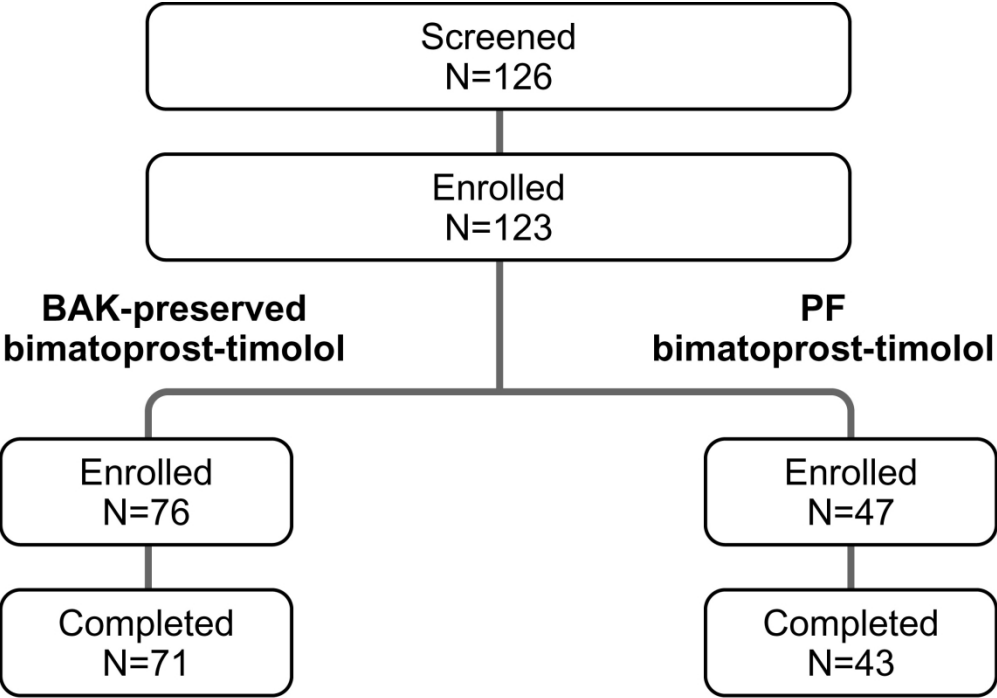 Screened
N=126
Enrolled
N=123
BAK-preserved
bimatoprost-timolol
PF
bimatoprost-timolol
Enrolled
N=76
Enrolled
N=47
Completed
N=71
Completed
N=43